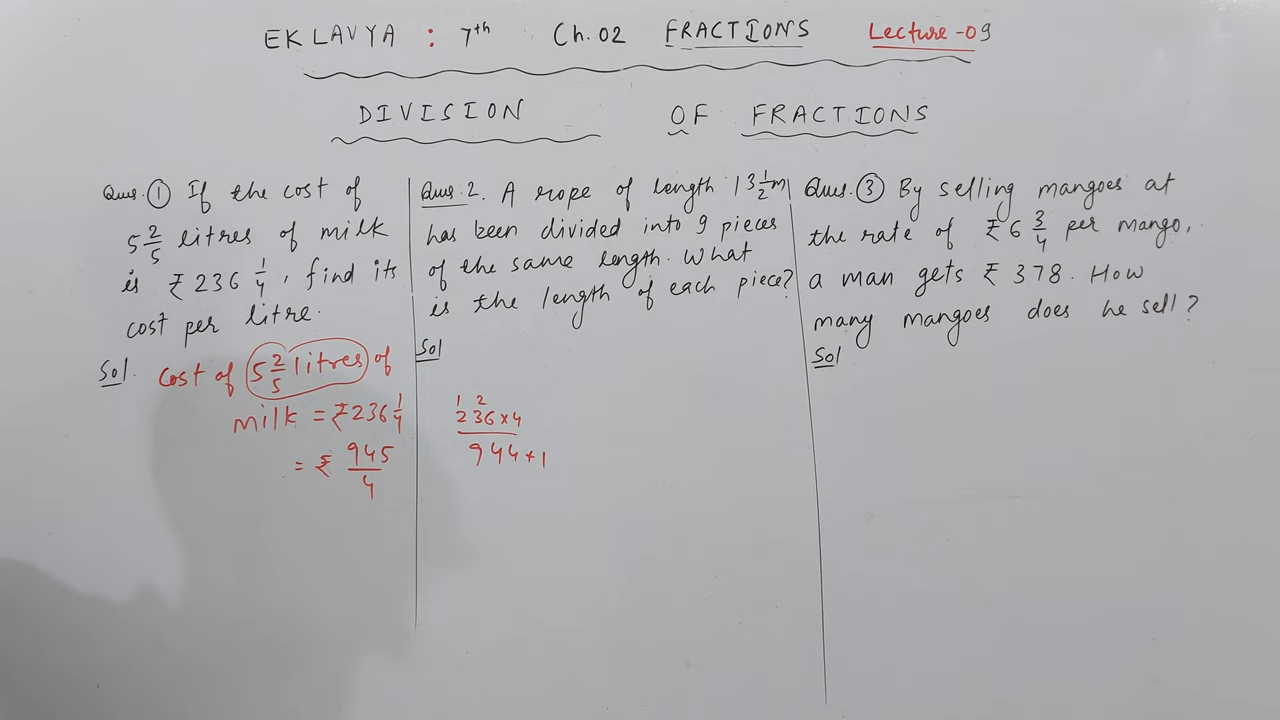 EKLAVYA : 7th Ch. 02 FRACTIONS Lecture-09
DIVISION OF FRACTIONS
Ques. ① If the cost of
5 2/5 litres of milk
is ₹ 236 1/4, find its
cost per litre.
Sol. Cost of 5 2/5 litres of
milk = ₹236 1/4
= ₹ 945/4
Ques. 2. A rope of length 13 1/2 m
has been divided into 9 pieces
of the same length. What
is the length of each piece?
Sol
1 2
236 x 4
944 + 1
Ques. ③ By selling mangoes at
the rate of ₹6 3/4 per mango,
a man gets ₹ 378. How
many mangoes does he sell?
Sol